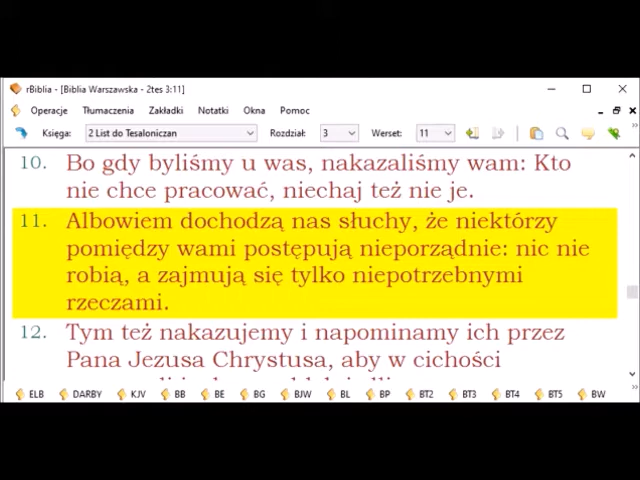 rBiblia - [Biblia Warszawska - 2tes 3:11]
Operacje Tłumaczenia Zakładki Notatki Okna Pomoc
Księga: 2 List do Tesaloniczan Rozdział: 3 Werset: 11
10. Bo gdy byliśmy u was, nakazaliśmy wam: Kto
nie chce pracować, niechaj też nie je.
11. Albowiem dochodzą nas słuchy, że niektórzy
pomiędzy wami postępują nieporządnie: nic nie
robią, a zajmują się tylko niepotrzebnymi
rzeczami.
12. Tym też nakazujemy i napominamy ich przez
Pana Jezusa Chrystusa, aby w cichości
ELB DARBY KJV BB BE BG BJW BL BP BT2 BT3 BT4 BT5 BW